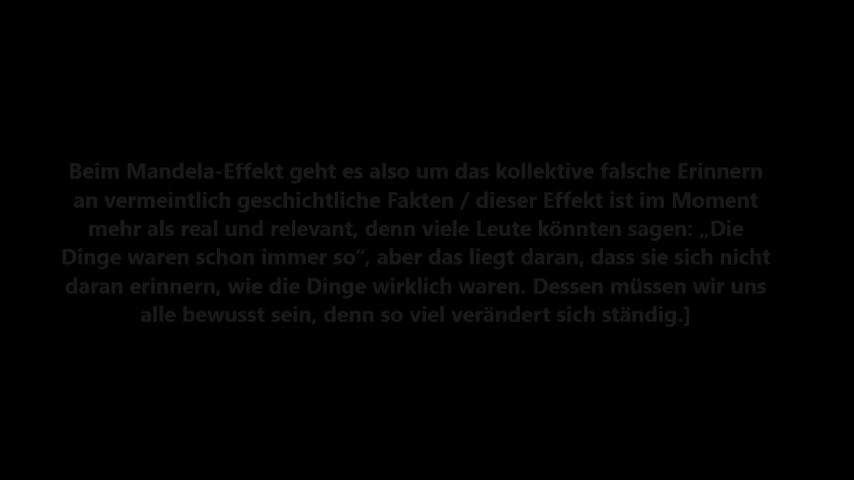 Beim Mandela-Effekt geht es also um das kollektive falsche Erinnern
an vermeintlich geschichtliche Fakten / dieser Effekt ist im Moment
mehr als real und relevant, denn viele Leute könnten sagen: „Die
Dinge waren schon immer so“, aber das liegt daran, dass sie sich nicht
daran erinnern, wie die Dinge wirklich waren. Dessen müssen wir uns
alle bewusst sein, denn so viel verändert sich ständig.]